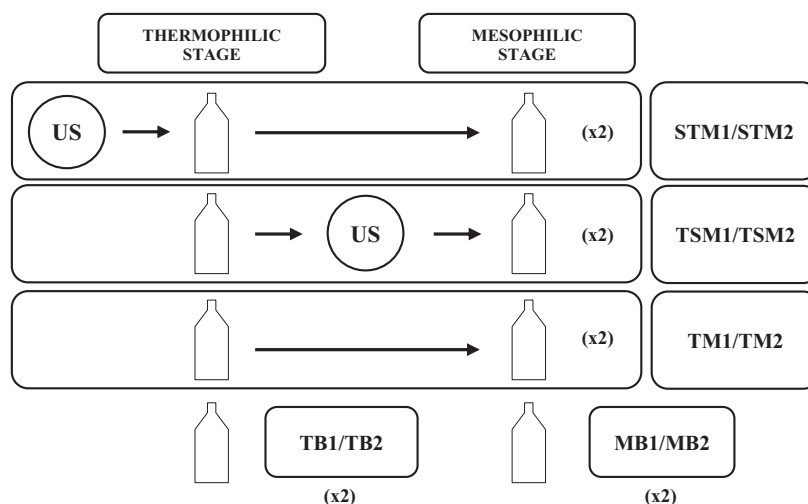 THERMOPHILIC
STAGE
MESOPHILIC
STAGE
US
(x2)
STM1/STM2
US
(x2)
TSM1/TSM2
(x2)
TM1/TM2
TB1/TB2
MB1/MB2
(x2)
(x2)